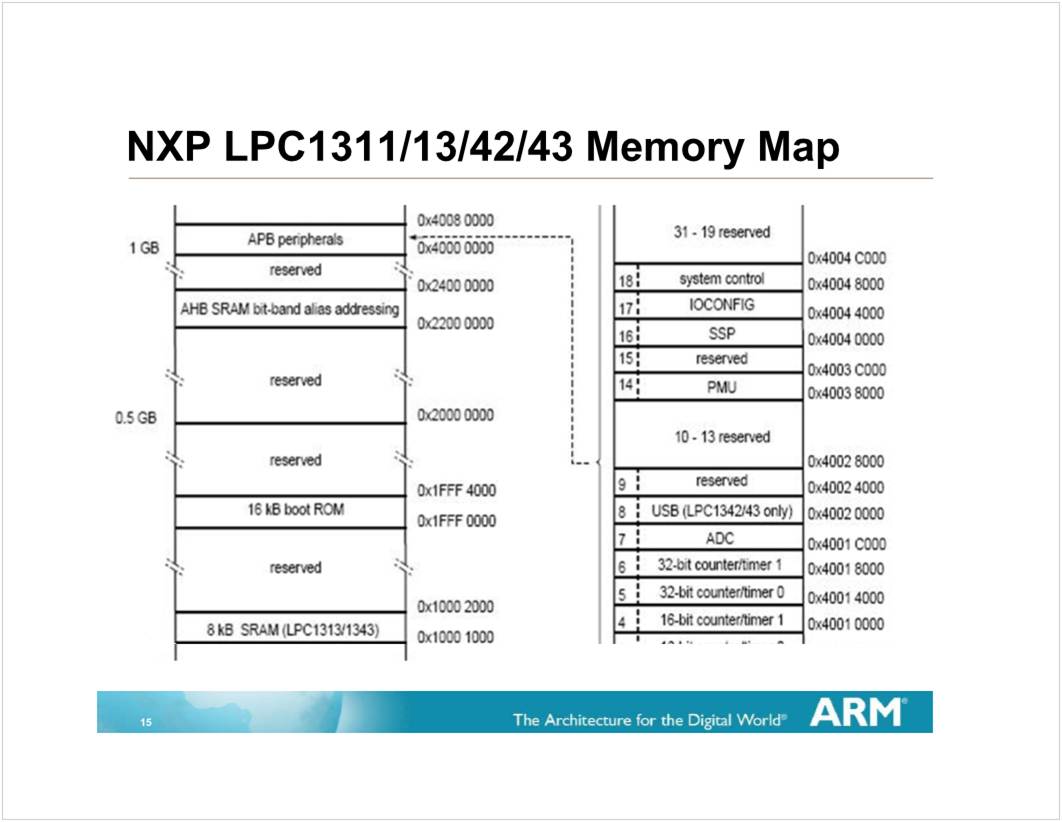 NXP LPC1311/13/42/43 Memory Map
0x4008 0000
APB peripherals
1 GB
0x4000 0000
reserved
0x2400 0000
AHB SRAM bit-band alias addressing
0x2200 0000
reserved
0x2000 0000
0.5 GB
reserved
0x1FFF 4000
16 kB boot ROM
0x1FFF 0000
reserved
0x1000 2000
8 kB SRAM (LPC1313/1343)
0x1000 1000
31 - 19 reserved
0x4004 C000
18 system control
0x4004 8000
17 IOCONFIG
0x4004 4000
16 SSP
0x4004 0000
15 reserved
0x4003 C000
14 PMU
0x4003 8000
10 - 13 reserved
0x4002 8000
9 reserved
0x4002 4000
8 USB (LPC1342/43 only)
0x4002 0000
7 ADC
0x4001 C000
6 32-bit counter/timer 1
0x4001 8000
5 32-bit counter/timer 0
0x4001 4000
4 16-bit counter/timer 1
0x4001 0000
15
The Architecture for the Digital World®
ARM®